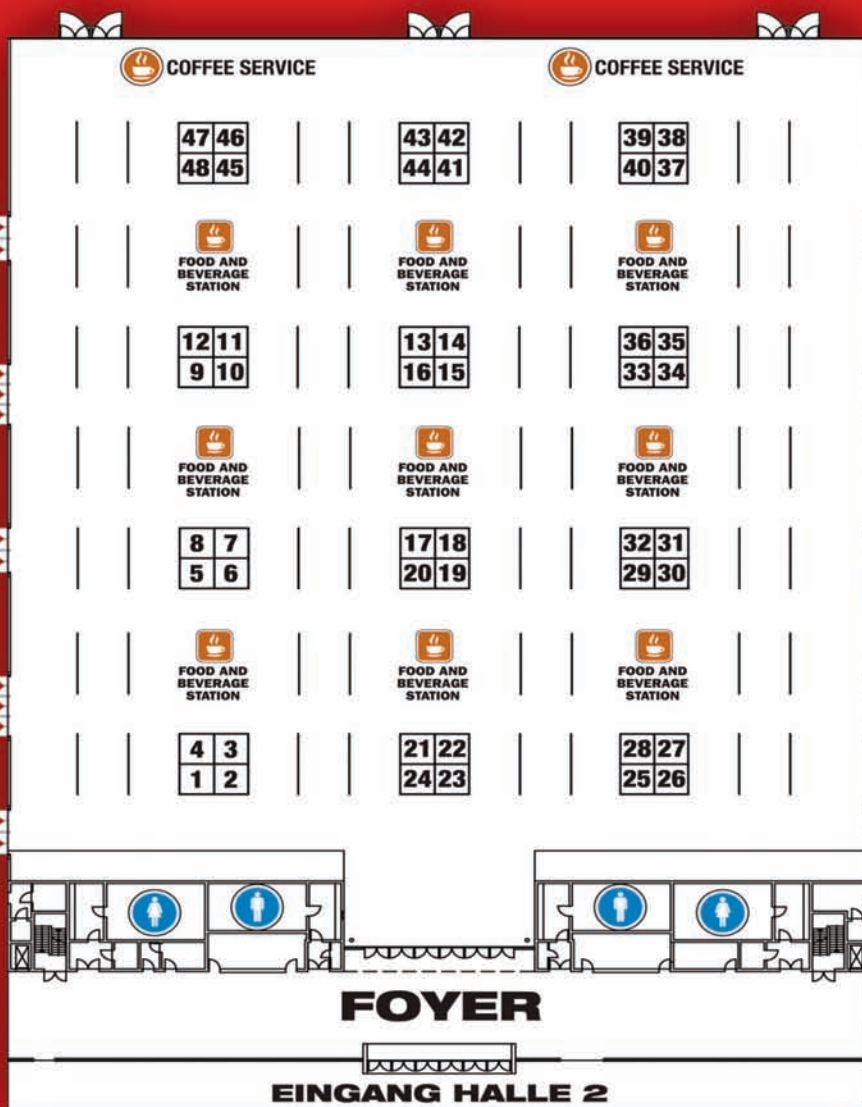 COFFEE SERVICE COFFEE SERVICE
47 46 43 42 39 38
48 45 44 41 40 37
FOOD AND FOOD AND FOOD AND
BEVERAGE BEVERAGE BEVERAGE
STATION STATION STATION
12 11 13 14 36 35
9 10 16 15 33 34
FOOD AND FOOD AND FOOD AND
BEVERAGE BEVERAGE BEVERAGE
STATION STATION STATION
8 7 17 18 32 31
5 6 20 19 29 30
FOOD AND FOOD AND FOOD AND
BEVERAGE BEVERAGE BEVERAGE
STATION STATION STATION
4 3 21 22 28 27
1 2 24 23 25 26
FOYER
EINGANG HALLE 2